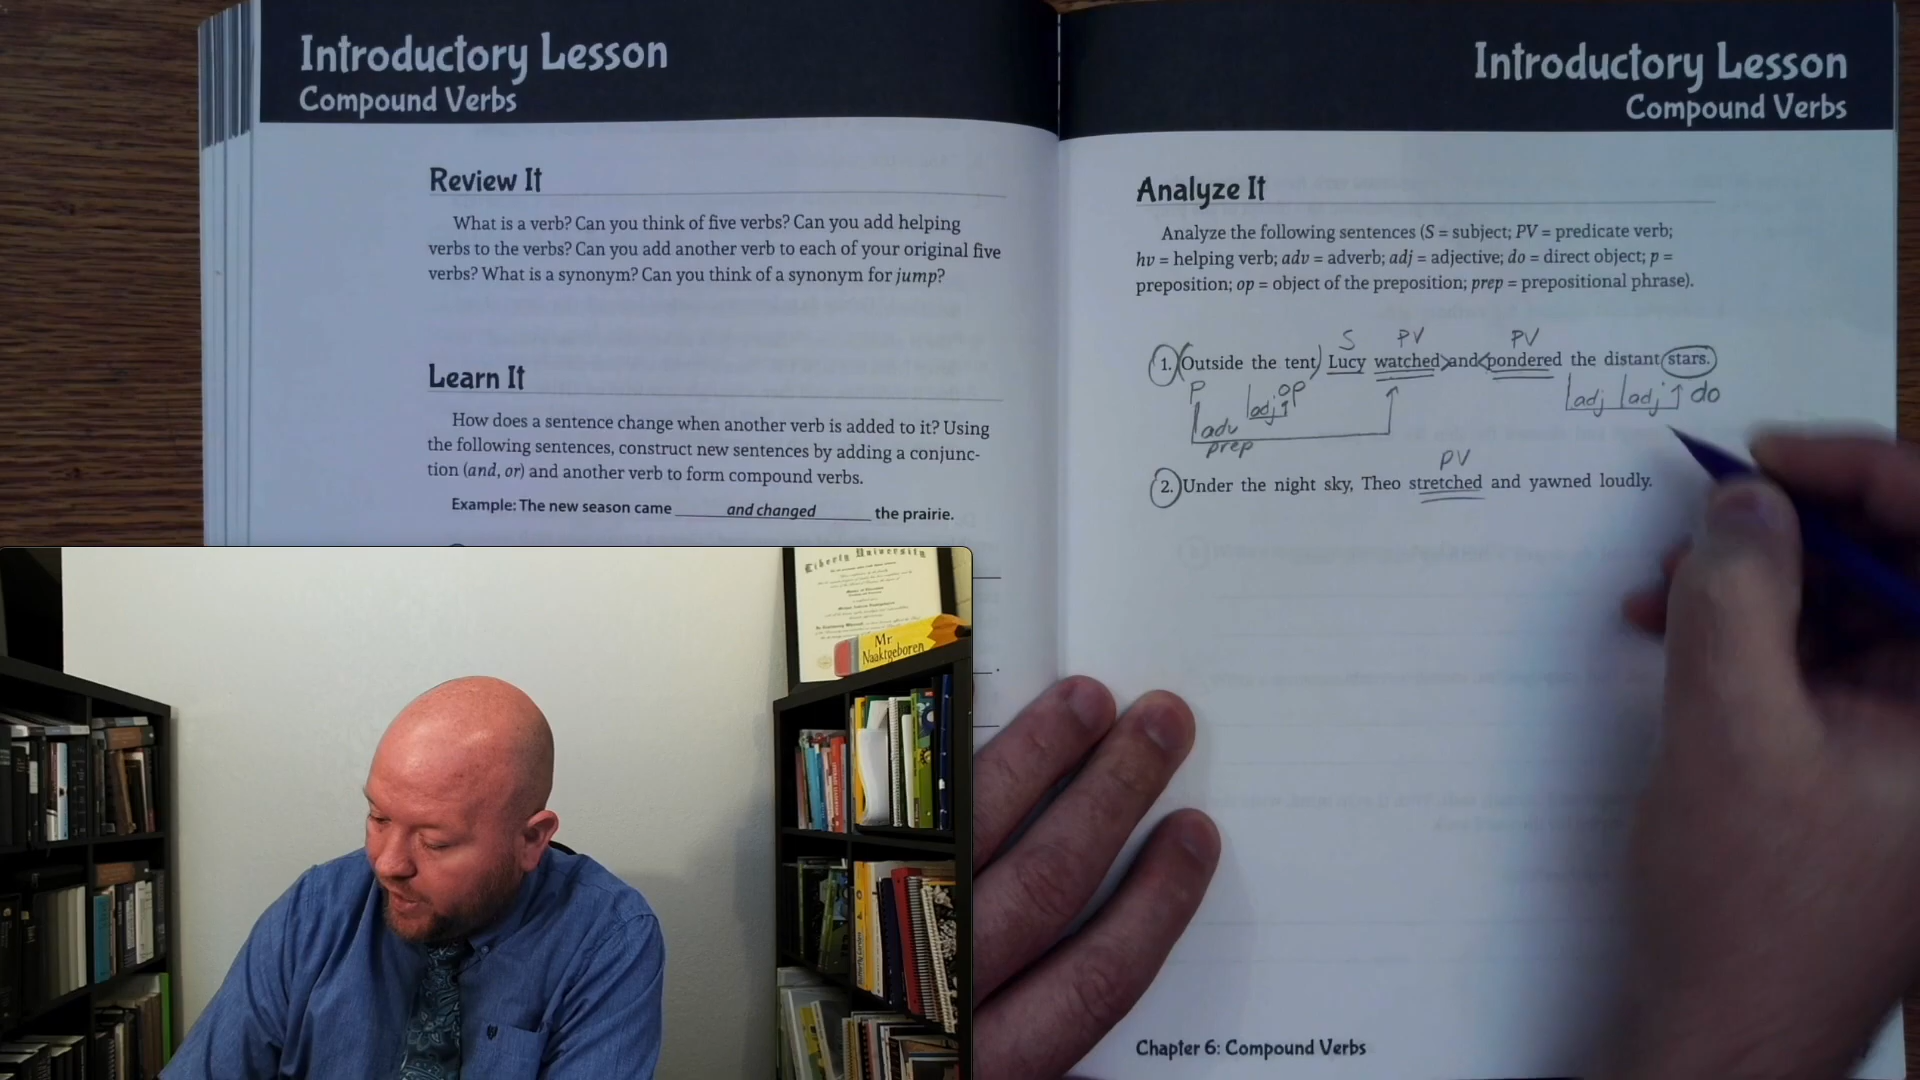 Introductory Lesson
Compound Verbs
Review It
What is a verb? Can you think of five verbs? Can you add helping
verbs to the verbs? Can you add another verb to each of your original five
verbs? What is a synonym? Can you think of a synonym for jump?
Learn It
How does a sentence change when another verb is added to it? Using
the following sentences, construct new sentences by adding a conjunc-
tion (and, or) and another verb to form compound verbs.
Example: The new season came and changed the prairie.
Introductory Lesson
Compound Verbs
Analyze It
Analyze the following sentences (S = subject; PV = predicate verb;
hv = helping verb; adv = adverb; adj = adjective; do = direct object; p =
preposition; op = object of the preposition; prep = prepositional phrase).
S PV PV
1. Outside the tent, Lucy watched and pondered the distant stars.
P adj op adj adj do
adv
prep
PV
2. Under the night sky, Theo stretched and yawned loudly.
Chapter 6: Compound Verbs
Liberty University
Mr
Naaktgeboren